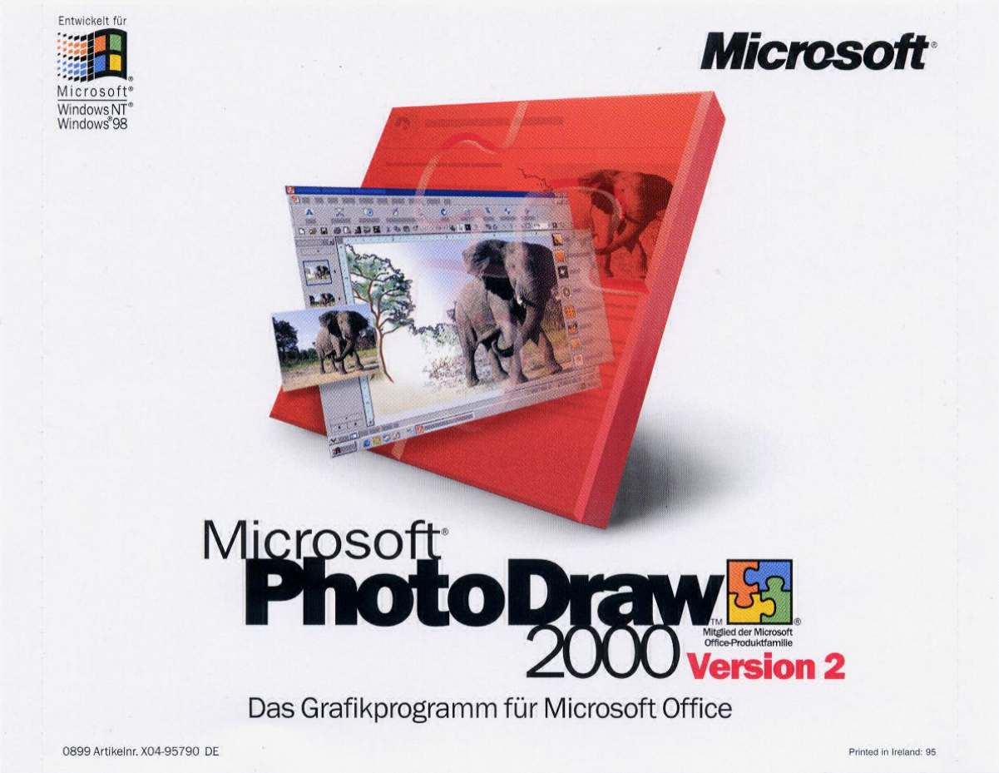 Entwickelt für
Microsoft®
Windows NT®
Windows®98
Microsoft®
Microsoft®
PhotoDraw™
®
Mitglied der Microsoft
Office-Produktfamilie
2000 Version 2
Das Grafikprogramm für Microsoft Office
0899 Artikelnr. X04-95790 DE
Printed in Ireland: 95